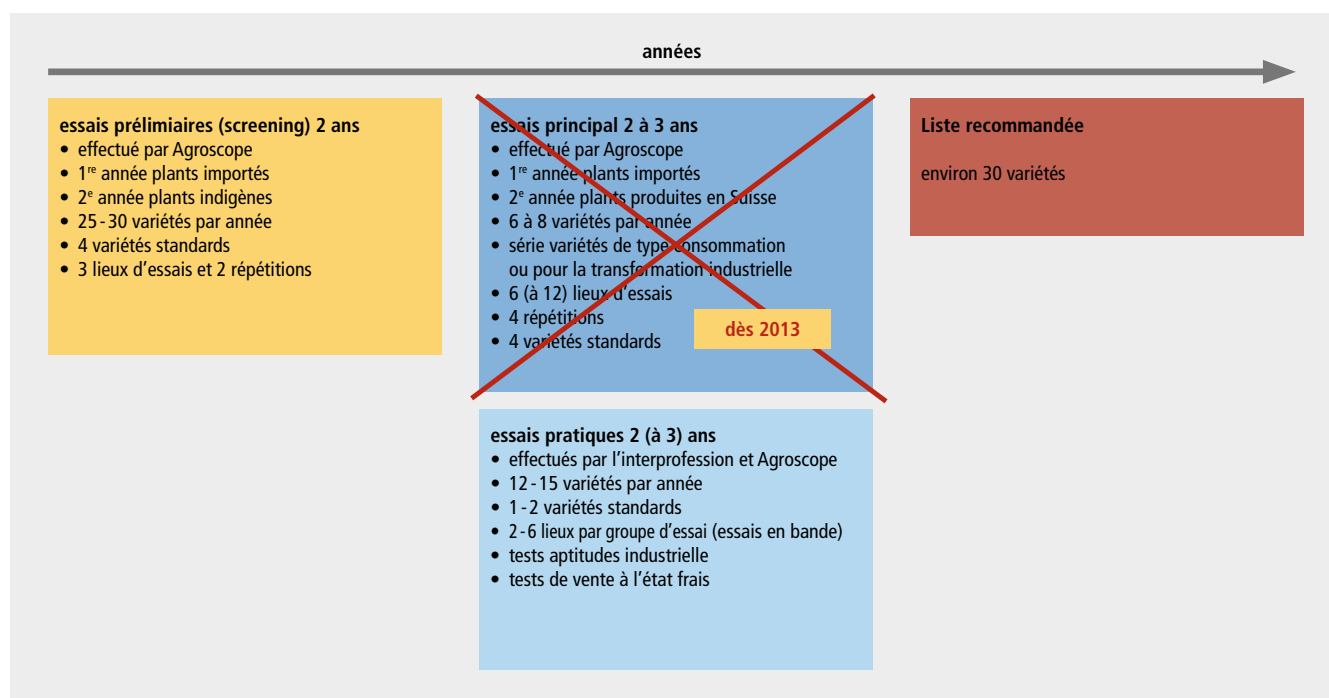 années
essais prélimiaires (screening) 2 ans
• effectué par Agroscope
• 1re année plants importés
• 2e année plants indigènes
• 25-30 variétés par année
• 4 variétés standards
• 3 lieux d'essais et 2 répétitions
essais principal 2 à 3 ans
• effectué par Agroscope
• 1re année plants importés
• 2e année plants produites en Suisse
• 6 à 8 variétés par année
• série variétés de type consommation
ou pour la transformation industrielle
• 6 (à 12) lieux d'essais
• 4 répétitions
• 4 variétés standards
dès 2013
essais pratiques 2 (à 3) ans
• effectués par l'interprofession et Agroscope
• 12-15 variétés par année
• 1-2 variétés standards
• 2-6 lieux par groupe d'essai (essais en bande)
• tests aptitudes industrielle
• tests de vente à l'état frais
Liste recommandée
environ 30 variétés